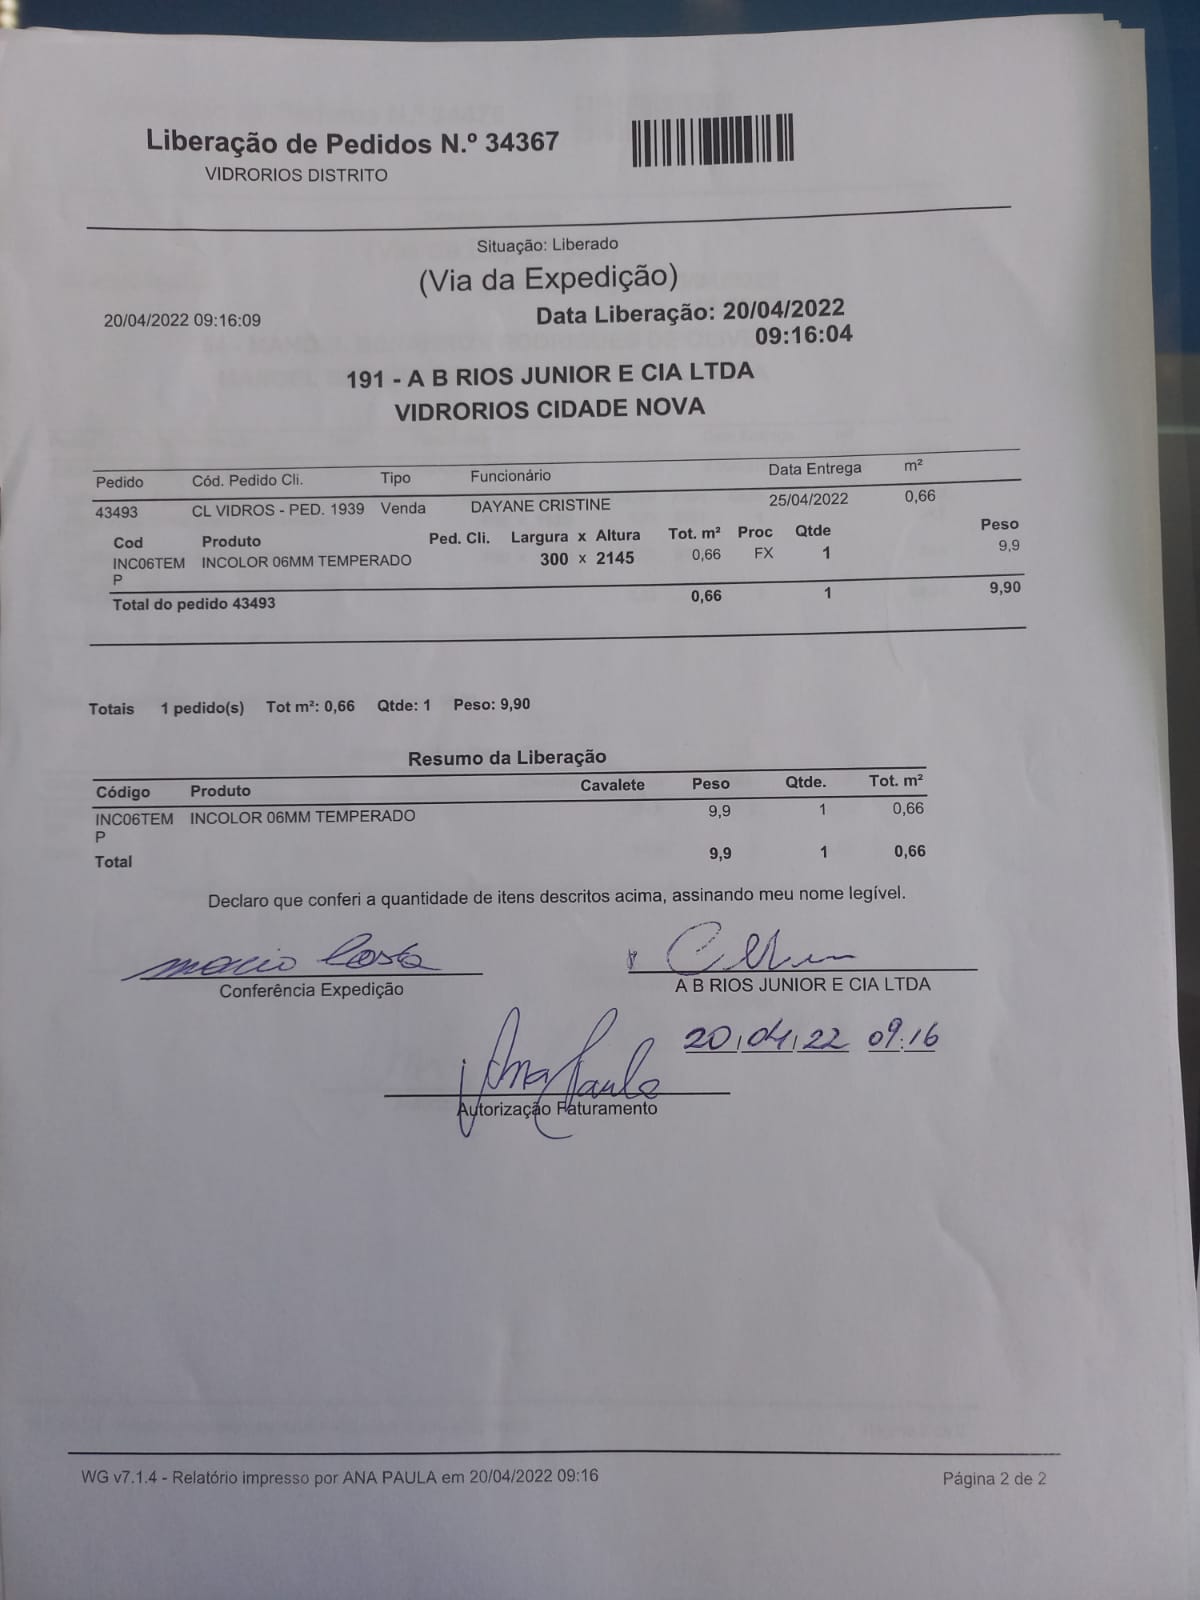 Liberação de Pedidos N.º 34367
VIDRORIOS DISTRITO
Situação: Liberado
(Via da Expedição)
20/04/2022 09:16:09 Data Liberação: 20/04/2022
09:16:04
191 - A B RIOS JUNIOR E CIA LTDA
VIDRORIOS CIDADE NOVA
Pedido Cód. Pedido Cli. Tipo Funcionário Data Entrega m²
43493 CL VIDROS - PED. 1939 Venda DAYANE CRISTINE 25/04/2022 0,66
Cod Produto Ped. Cli. Largura x Altura Tot. m² Proc Qtde Peso
INC06TEM INCOLOR 06MM TEMPERADO 300 x 2145 0,66 FX 1 9,9
P
Total do pedido 43493 0,66 1 9,90
Totais 1 pedido(s) Tot m²: 0,66 Qtde: 1 Peso: 9,90
Resumo da Liberação
Código Produto Cavalete Peso Qtde. Tot. m²
INC06TEM INCOLOR 06MM TEMPERADO 9,9 1 0,66
P
Total 9,9 1 0,66
Declaro que conferi a quantidade de itens descritos acima, assinando meu nome legível.
marcio Costa
Conferência Expedição A B RIOS JUNIOR E CIA LTDA
20/04/22 09:16
Ana Paula
Autorização Faturamento
WG v7.1.4 - Relatório impresso por ANA PAULA em 20/04/2022 09:16 Página 2 de 2